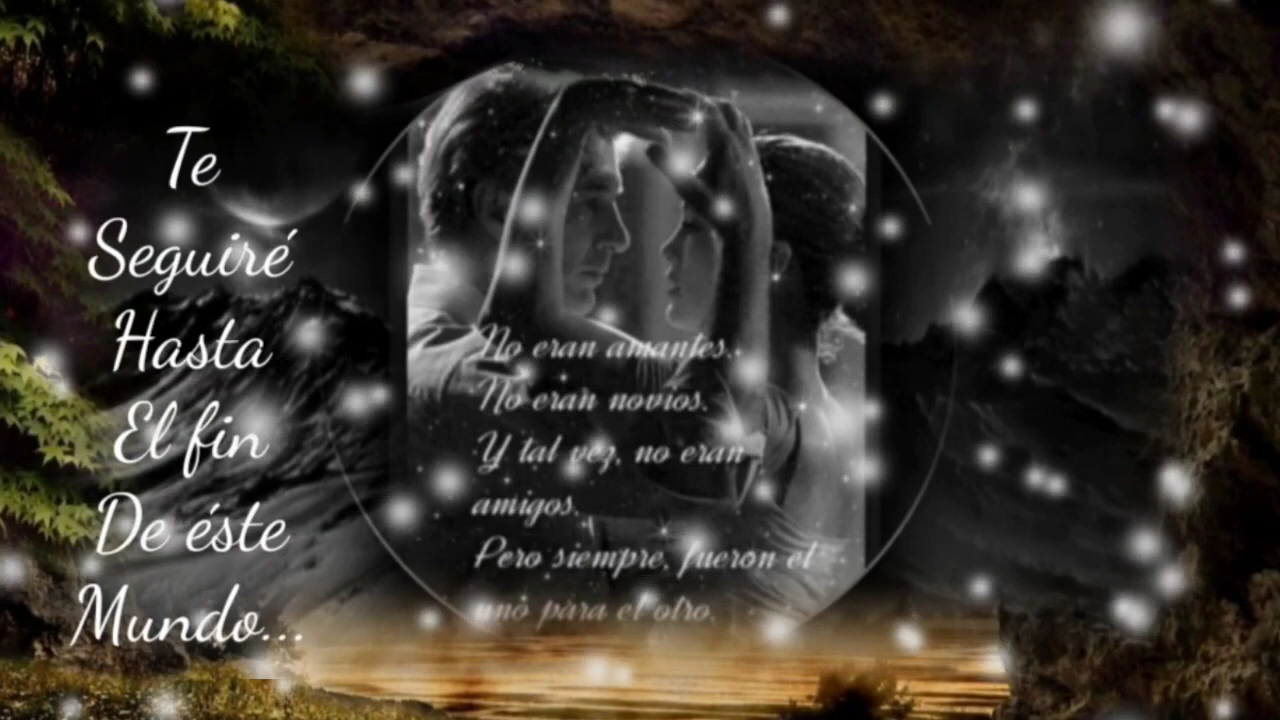 Te
Seguiré
Hasta
El fin
De éste
Mundo...
No eran amantes.
No eran novios.
Y tal vez, no eran
amigos.
Pero siempre, fueron el
uno para el otro.